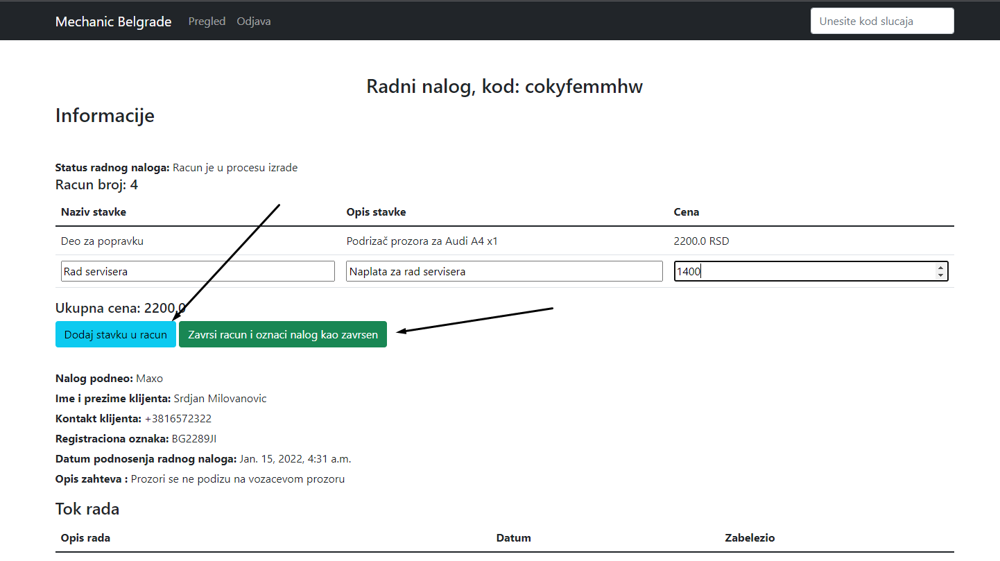 Mechanic Belgrade Pregled Odjava Unesite kod slucaja
Radni nalog, kod: cokyfemmhw
Informacije
Status radnog naloga: Racun je u procesu izrade
Racun broj: 4
Naziv stavke Opis stavke Cena
Deo za popravku Podrizač prozora za Audi A4 x1 2200.0 RSD
Rad servisera Naplata za rad servisera 1400
Ukupna cena: 2200.0
Dodaj stavku u racun Zavrsi racun i oznaci nalog kao zavrsen
Nalog podneo: Maxo
Ime i prezime klijenta: Srdjan Milovanovic
Kontakt klijenta: +3816572322
Registraciona oznaka: BG2289JI
Datum podnosenja radnog naloga: Jan. 15, 2022, 4:31 a.m.
Opis zahteva : Prozori se ne podizu na vozacevom prozoru
Tok rada
Opis rada Datum Zabelezio